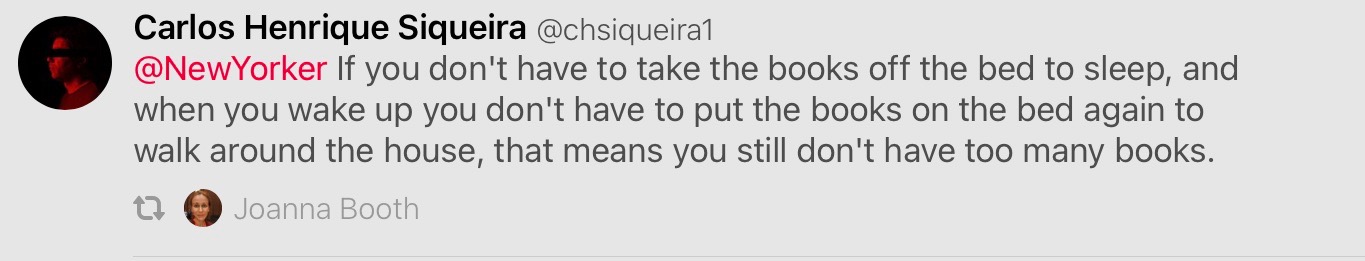 Carlos Henrique Siqueira @chsiqueira1
@NewYorker If you don't have to take the books off the bed to sleep, and
when you wake up you don't have to put the books on the bed again to
walk around the house, that means you still don't have too many books.
Joanna Booth